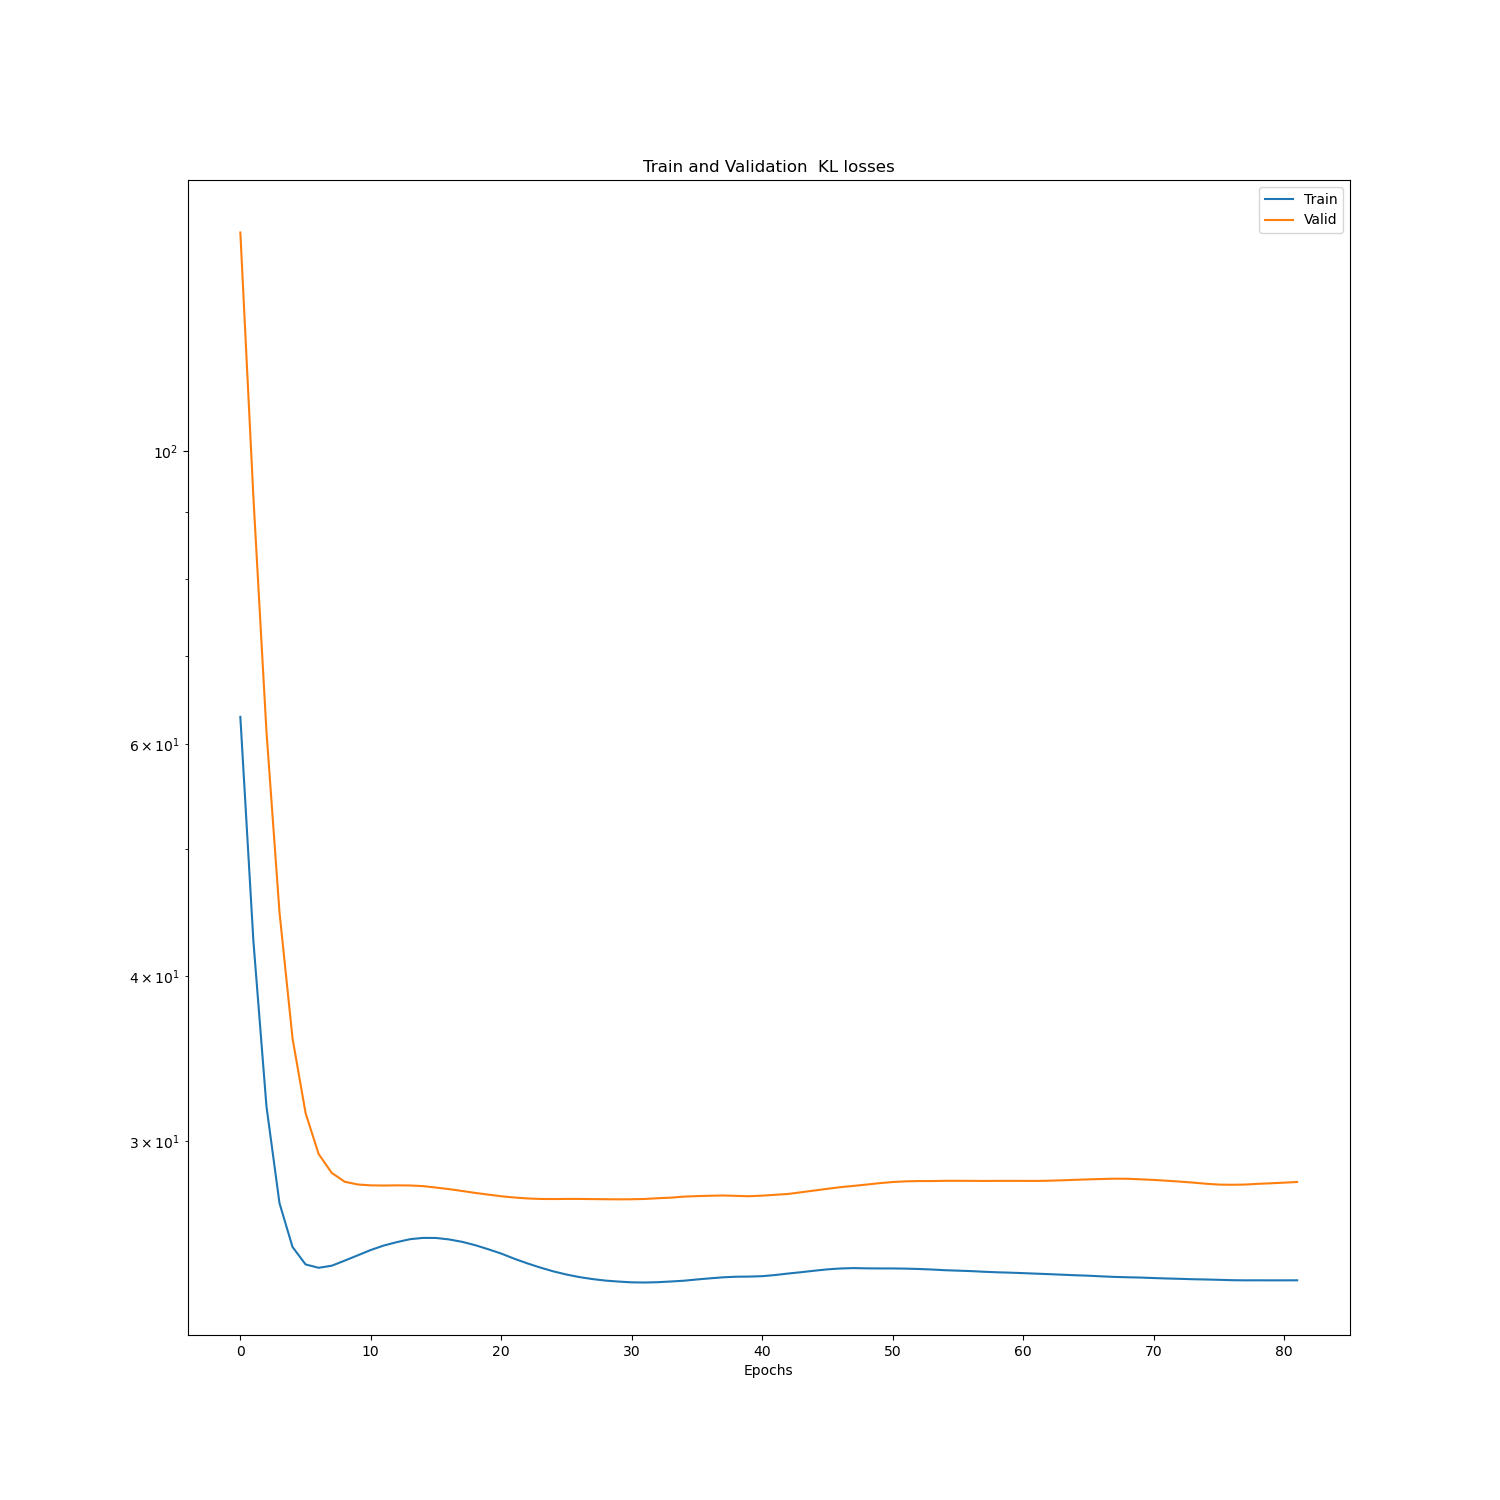 Train and Validation  KL losses
Train
Valid
10²
6 × 10¹
4 × 10¹
3 × 10¹
0 10 20 30 40 50 60 70 80
Epochs